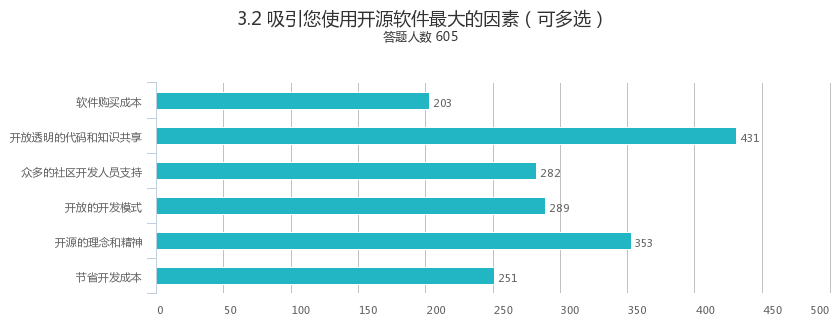 3.2 吸引您使用开源软件最大的因素（可多选）
答题人数 605
软件购买成本 203
开放透明的代码和知识共享 431
众多的社区开发人员支持 282
开放的开发模式 289
开源的理念和精神 353
节省开发成本 251
0 50 100 150 200 250 300 350 400 450 500